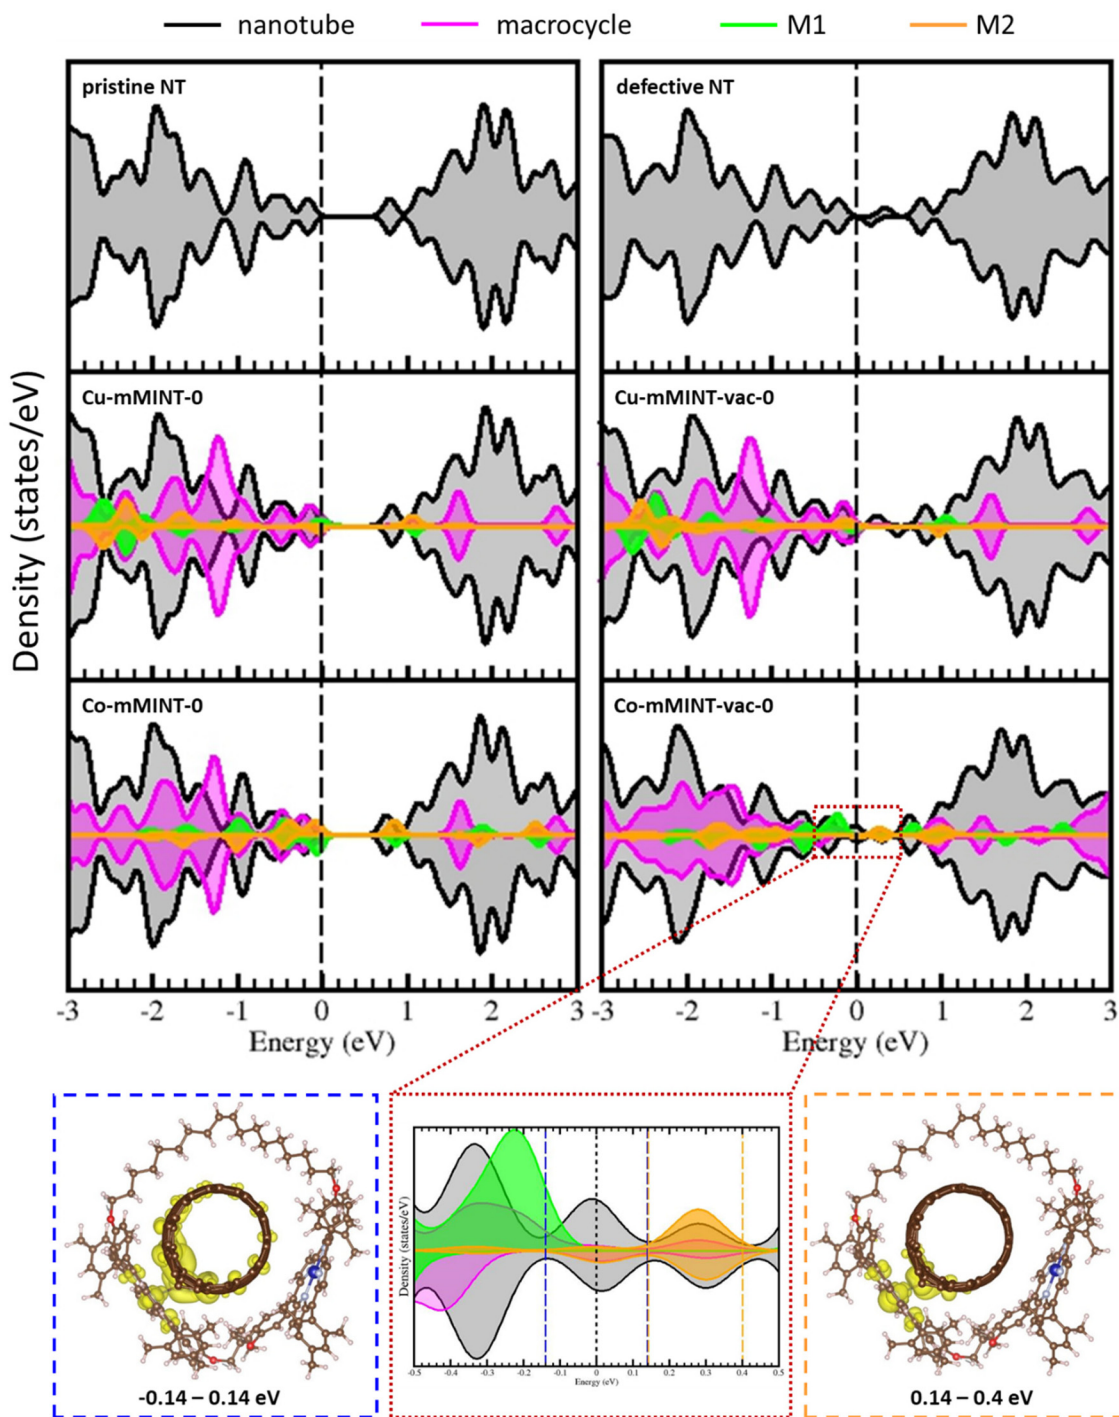 nanotube macrocycle M1 M2
pristine NT
defective NT
Cu-mMINT-0
Cu-mMINT-vac-0
Co-mMINT-0
Co-mMINT-vac-0
Density (states/eV)
-3 -2 -1 0 1 2 3
-3 -2 -1 0 1 2 3
Energy (eV)
Energy (eV)
-0.14 – 0.14 eV
Density (states/eV)
-0.5 -0.4 -0.3 -0.2 -0.1 0 0.1 0.2 0.3 0.4 0.5
Energy (eV)
0.14 – 0.4 eV